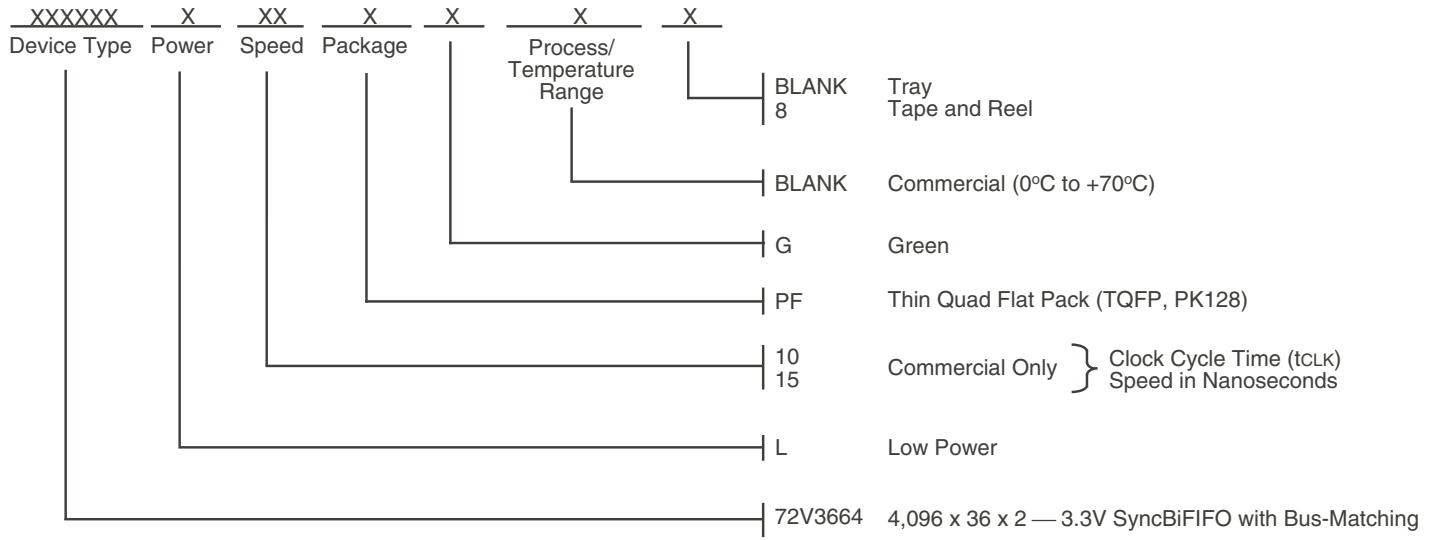 XXXXXX X XX X X X X
Device Type Power Speed Package Process/
Temperature
Range
BLANK Tray
8 Tape and Reel
BLANK Commercial (0°C to +70°C)
G Green
PF Thin Quad Flat Pack (TQFP, PK128)
10
15
Commercial Only } Clock Cycle Time (tCLK)
Speed in Nanoseconds
L Low Power
72V3664 4,096 x 36 x 2 — 3.3V SyncBiFIFO with Bus-Matching